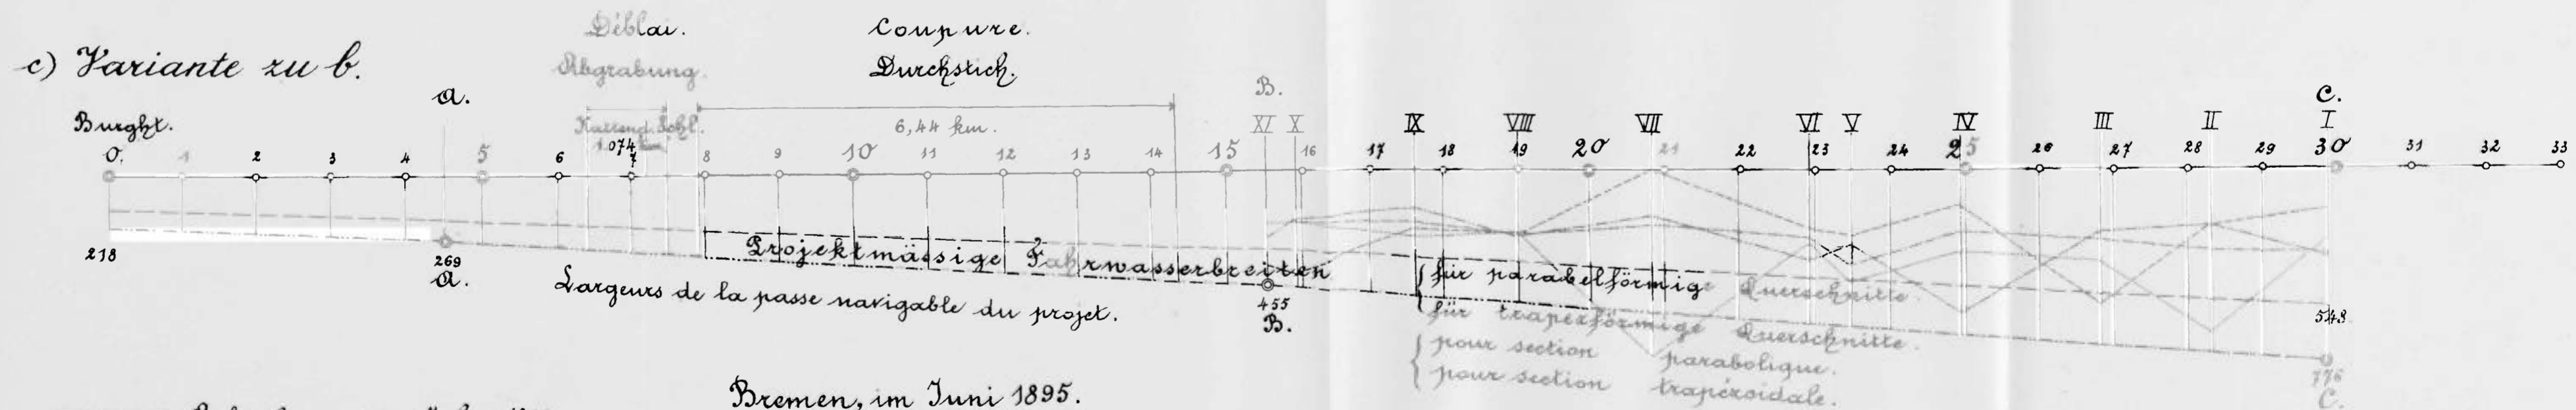 Déblai. Coupure.
c) Variante zu b. Abgrabung. Durchstich.
a. B. C.
Burght. 6,44 km. XI X IX VIII VII VI V IV III II I
0. 1 2 3 4 5 6 7 8 9 10 11 12 13 14 15 16 17 18 19 20 21 22 23 24 25 26 27 28 29 30 31 32 33
218 269 Projektmässige Fahrwasserbreiten { für parabelförmige Querschnitte.
a. Largeurs de la passe navigable du projet. 455 für trapezförmige Querschnitte. 548
B. { pour section parabolique.
pour section trapézoidale. 776
C.
Bremen, im Juni 1895.